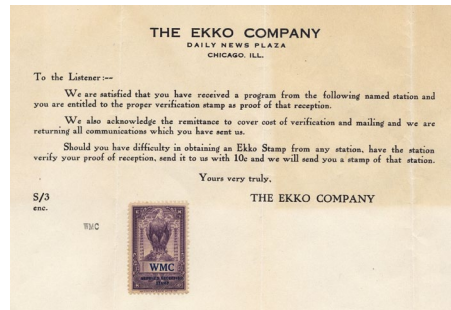 THE EKKO COMPANY
DAILY NEWS PLAZA
CHICAGO, ILL.
To the Listener:--
We are satisfied that you have received a program from the following named station and
you are entitled to the proper verification stamp as proof of that reception.
We also acknowledge the remittance to cover cost of verification and mailing and we are
returning all communications which you have sent us.
Should you have difficulty in obtaining an Ekko Stamp from any station, have the station
verify your proof of reception, send it to us with 10c and we will send you a stamp of that station.
Yours very truly,
S/3
THE EKKO COMPANY
enc.
WMC
WMC